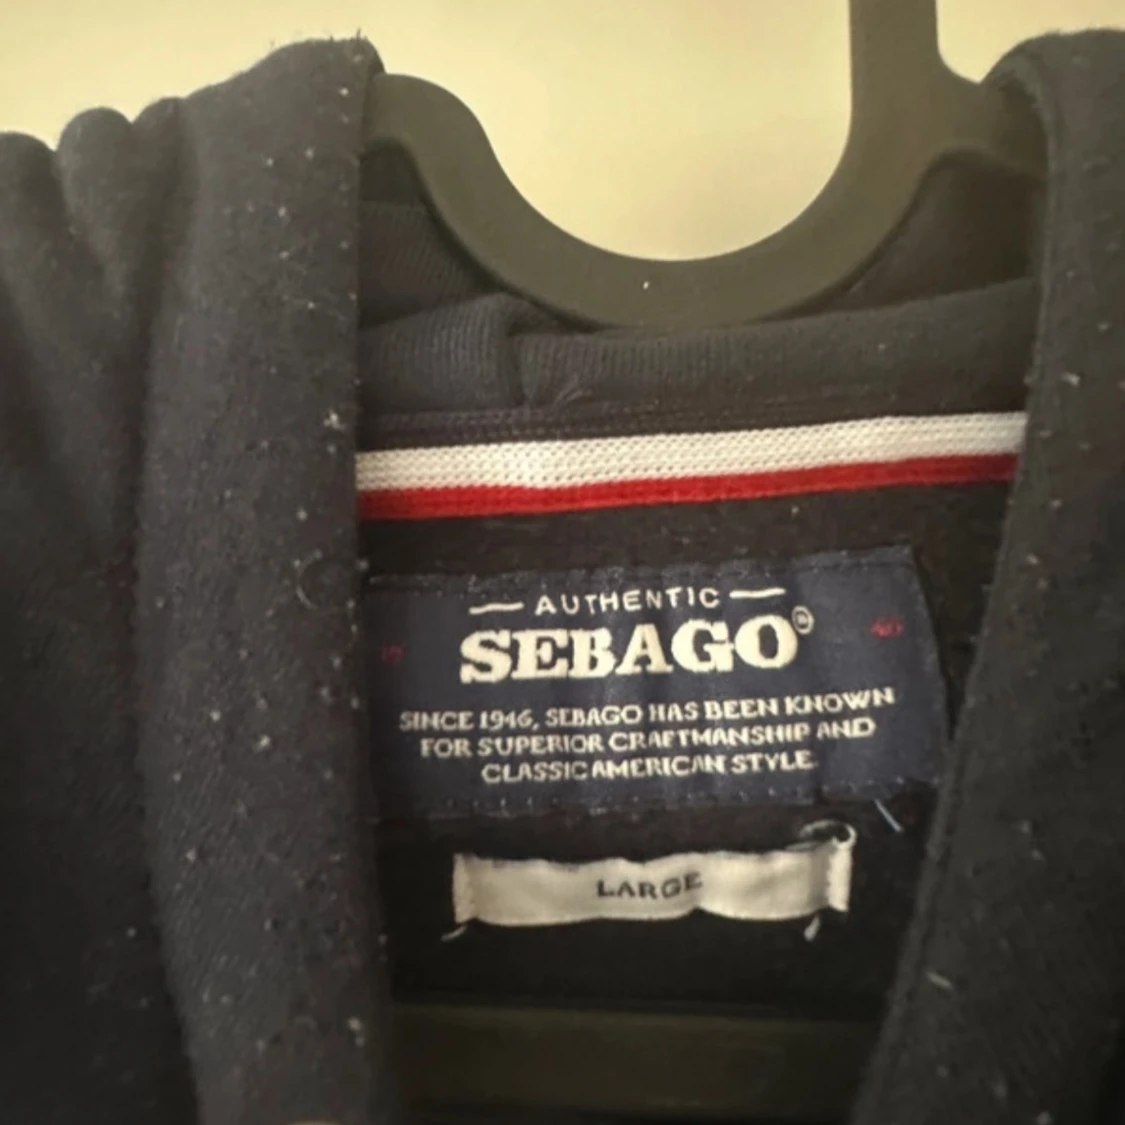 AUTHENTIC
SEBAGO®
SINCE 1946, SEBAGO HAS BEEN KNOWN
FOR SUPERIOR CRAFTMANSHIP AND
CLASSIC AMERICAN STYLE.
LARGE